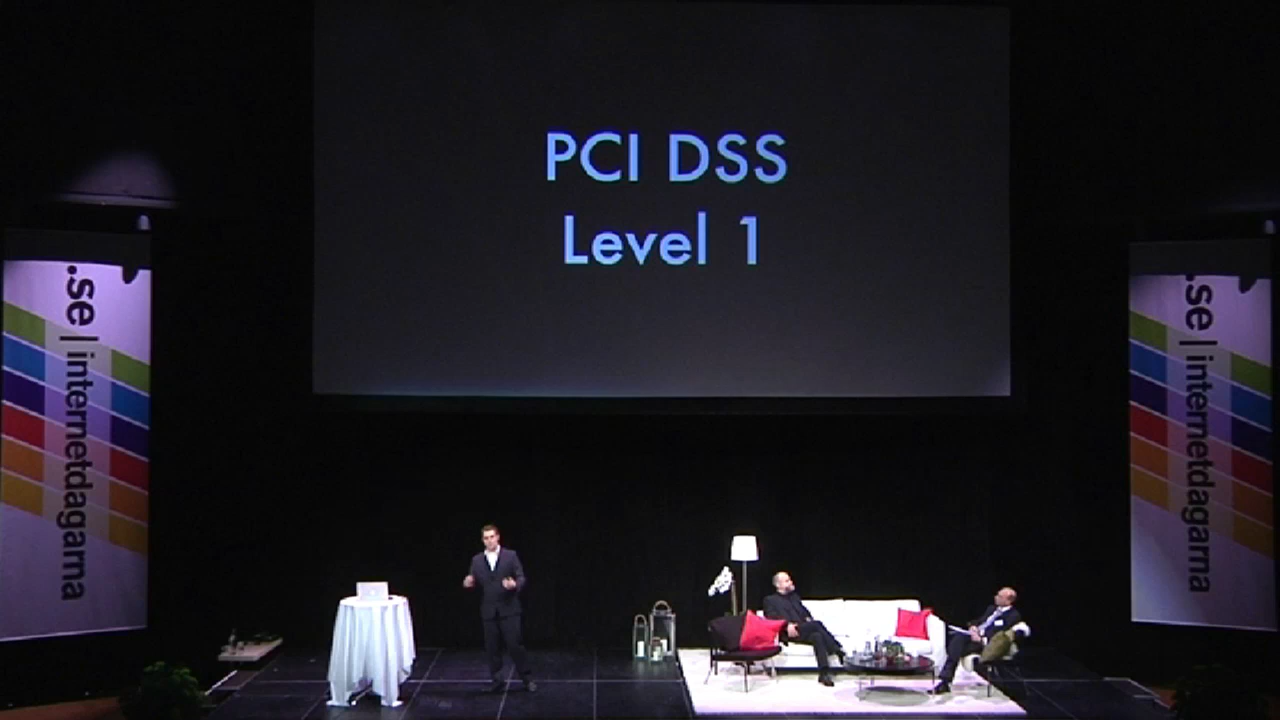 PCI DSS
Level 1
.se | internetdagarna
.se | internetdagarna